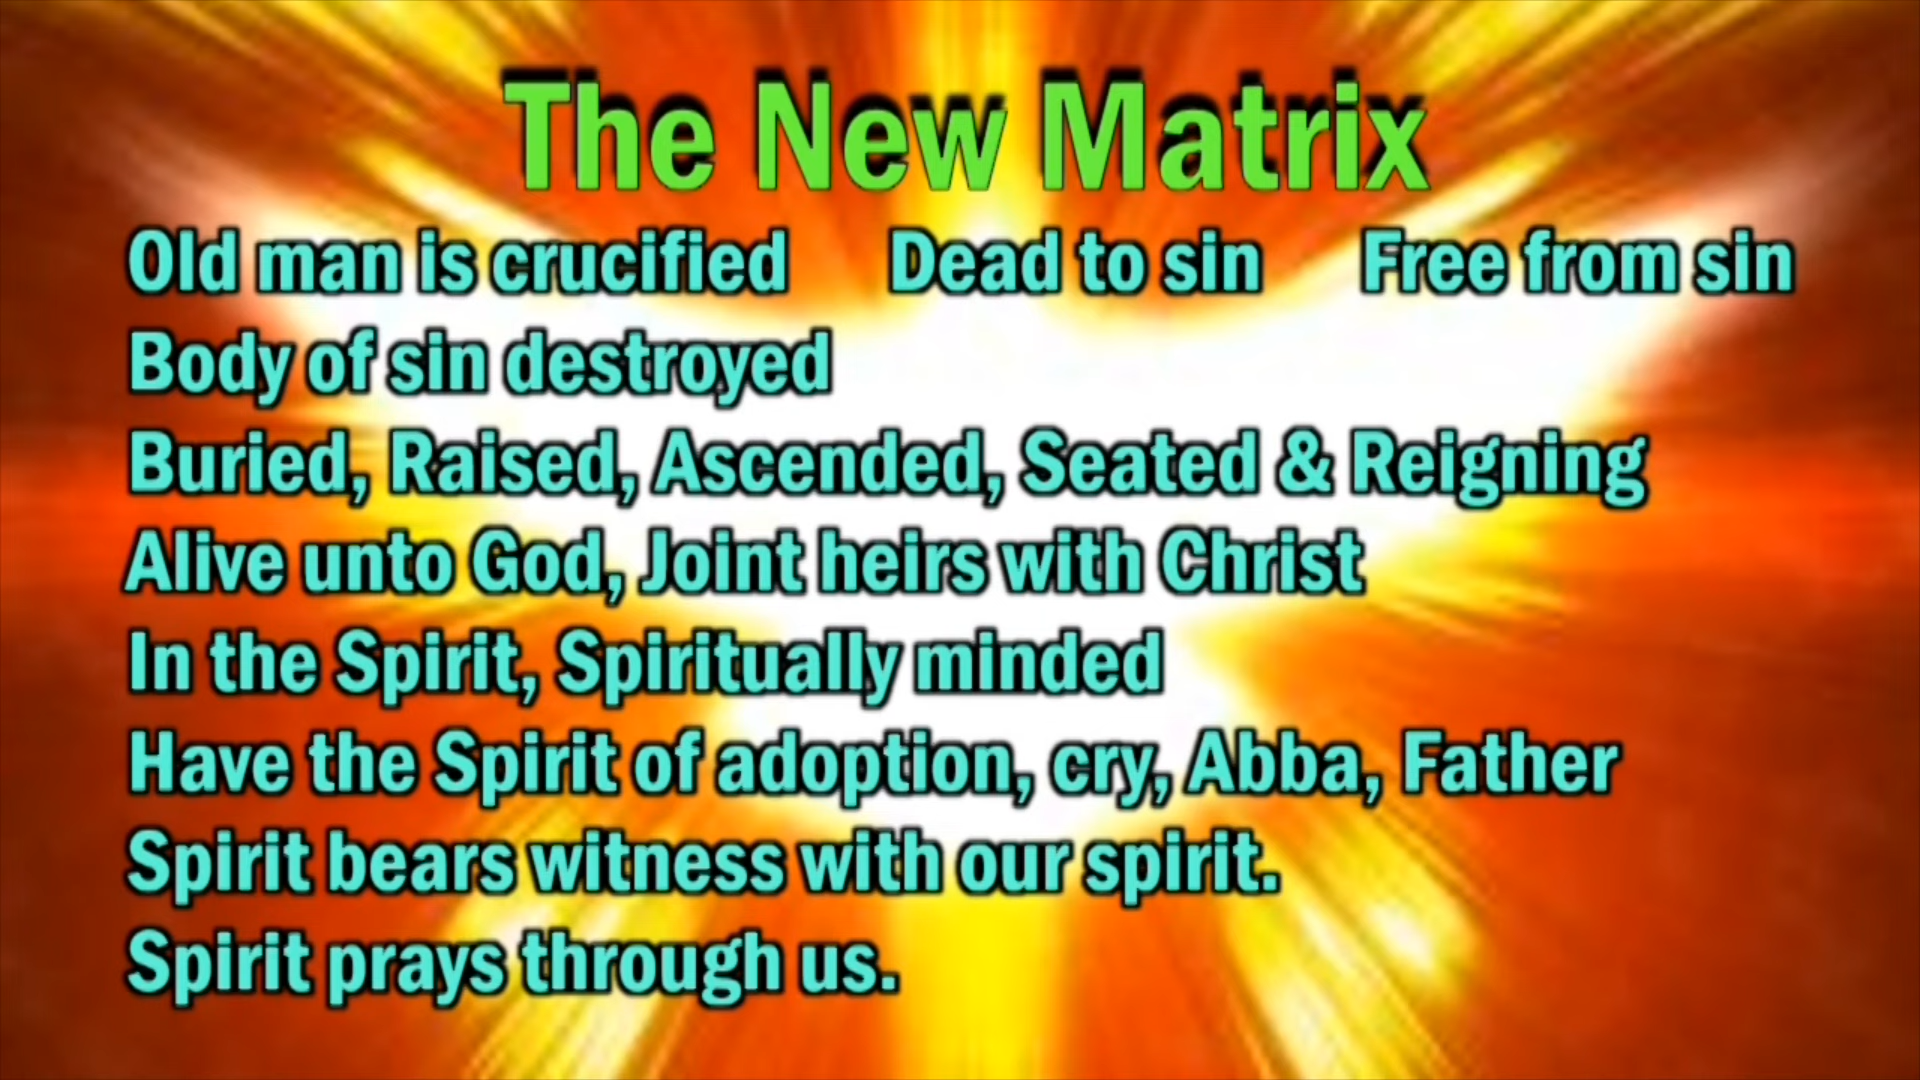 The New Matrix
Old man is crucified Dead to sin Free from sin
Body of sin destroyed
Buried, Raised, Ascended, Seated & Reigning
Alive unto God, Joint heirs with Christ
In the Spirit, Spiritually minded
Have the Spirit of adoption, cry, Abba, Father
Spirit bears witness with our spirit.
Spirit prays through us.